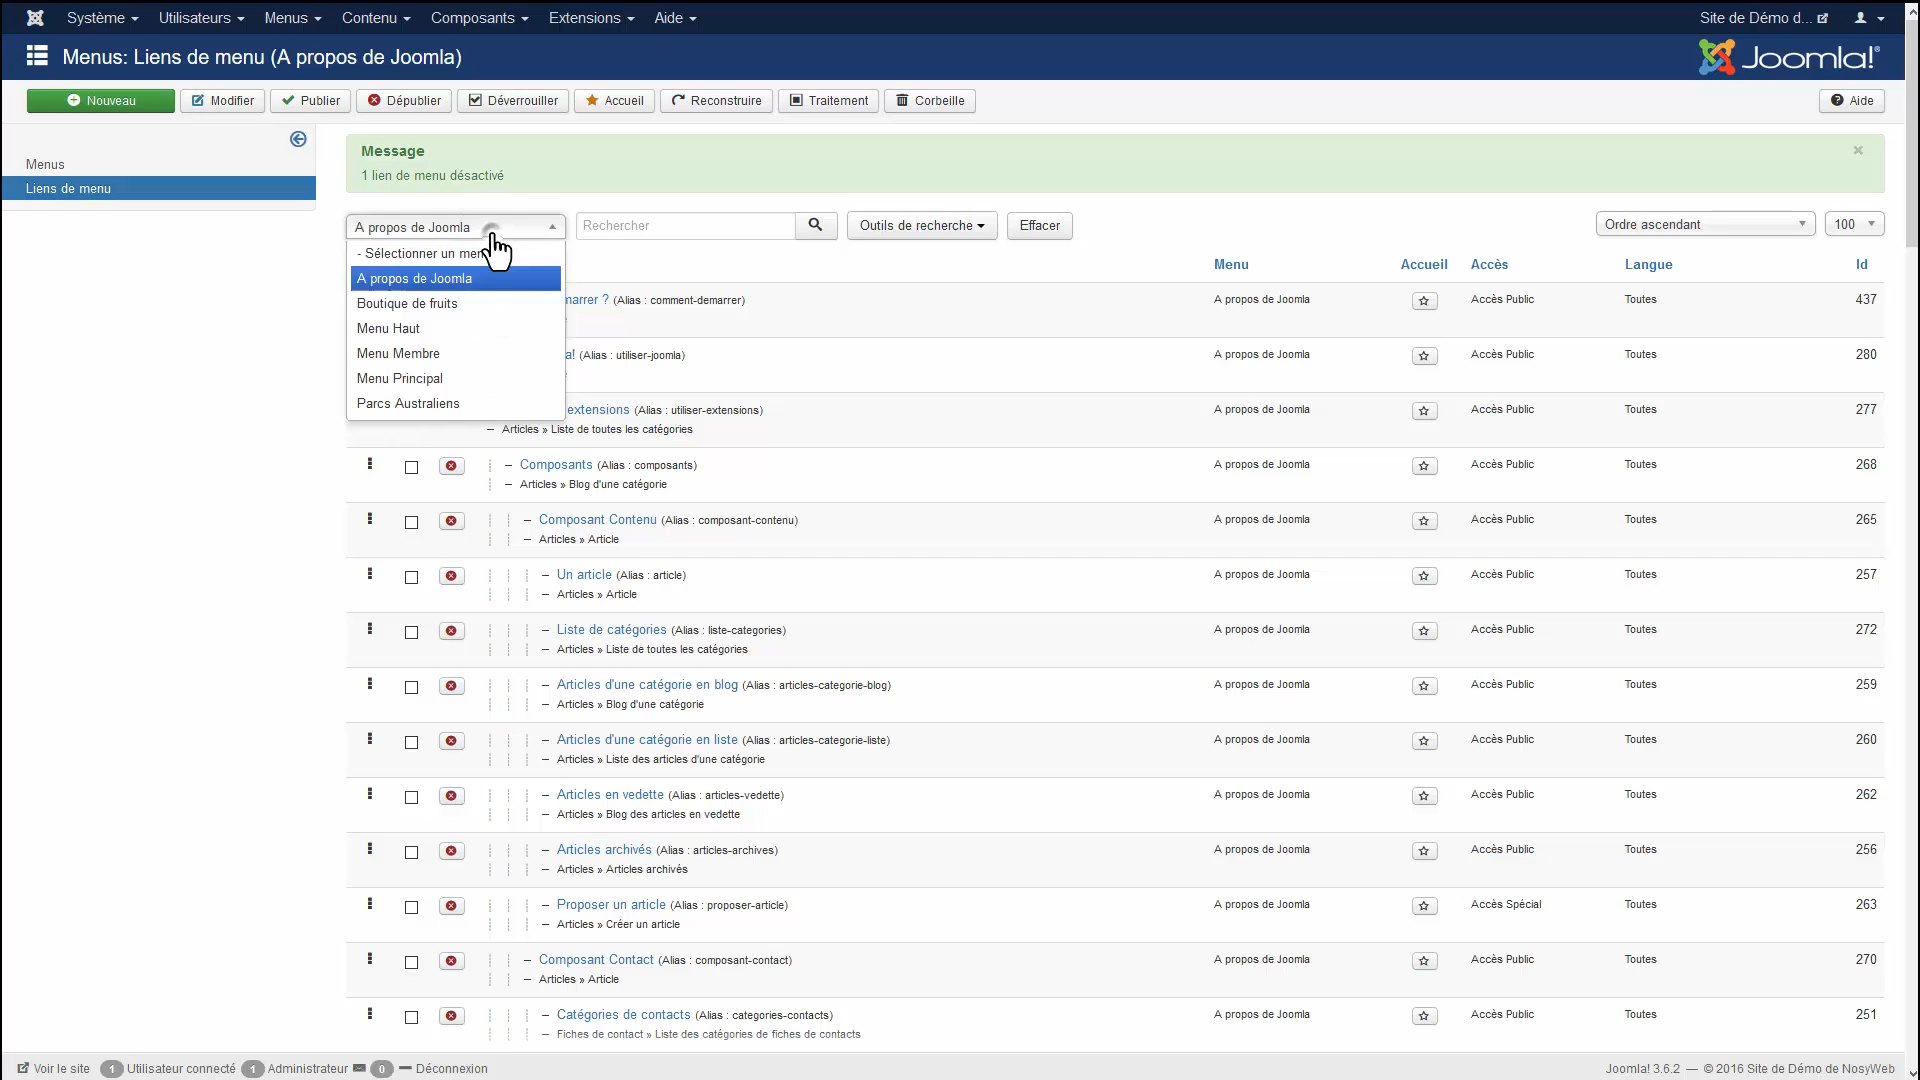 Système Utilisateurs Menus Contenu Composants Extensions Aide Site de Démo d...
Menus: Liens de menu (A propos de Joomla) Joomla!®
Nouveau Modifier Publier Dépublier Déverrouiller Accueil Reconstruire Traitement Corbeille Aide
Menus
Liens de menu
Message
1 lien de menu désactivé
A propos de Joomla Rechercher Outils de recherche Effacer Ordre ascendant 100
- Sélectionner un
A propos de Joomla
Boutique de fruits
Menu Haut
Menu Membre
Menu Principal
Parcs Australiens
Menu Accueil Accès Langue Id
? (Alias : comment-demarrer) A propos de Joomla Accès Public Toutes 437
(Alias : utiliser-joomla) A propos de Joomla Accès Public Toutes 280
extensions (Alias : utiliser-extensions) A propos de Joomla Accès Public Toutes 277
– Articles » Liste de toutes les catégories
– Composants (Alias : composants) A propos de Joomla Accès Public Toutes 268
– Articles » Blog d'une catégorie
– Composant Contenu (Alias : composant-contenu) A propos de Joomla Accès Public Toutes 265
– Articles » Article
– Un article (Alias : article) A propos de Joomla Accès Public Toutes 257
– Articles » Article
– Liste de catégories (Alias : liste-categories) A propos de Joomla Accès Public Toutes 272
– Articles » Liste de toutes les catégories
– Articles d'une catégorie en blog (Alias : articles-categorie-blog) A propos de Joomla Accès Public Toutes 259
– Articles » Blog d'une catégorie
– Articles d'une catégorie en liste (Alias : articles-categorie-liste) A propos de Joomla Accès Public Toutes 260
– Articles » Liste des articles d'une catégorie
– Articles en vedette (Alias : articles-vedette) A propos de Joomla Accès Public Toutes 262
– Articles » Blog des articles en vedette
– Articles archivés (Alias : articles-archives) A propos de Joomla Accès Public Toutes 256
– Articles » Articles archivés
– Proposer un article (Alias : proposer-article) A propos de Joomla Accès Spécial Toutes 263
– Articles » Créer un article
– Composant Contact (Alias : composant-contact) A propos de Joomla Accès Public Toutes 270
– Articles » Article
– Catégories de contacts (Alias : categories-contacts) A propos de Joomla Accès Public Toutes 251
– Fiches de contact » Liste des catégories de fiches de contacts
Voir le site 1 Utilisateur connecté 1 Administrateur 0 Déconnexion Joomla! 3.6.2 — © 2016 Site de Démo de NosyWeb